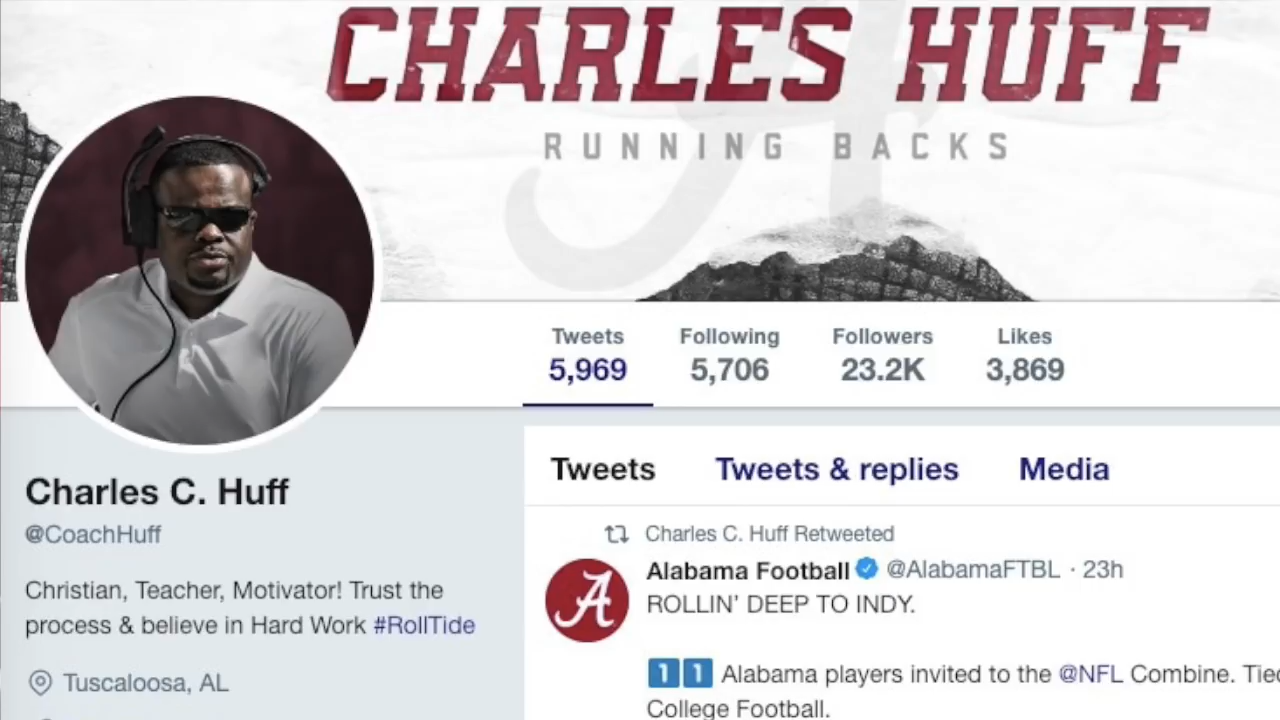 CHARLES HUFF
RUNNING BACKS
Tweets Following Followers Likes
5,969 5,706 23.2K 3,869
Charles C. Huff
@CoachHuff
Christian, Teacher, Motivator! Trust the
process & believe in Hard Work #RollTide
Tuscaloosa, AL
Tweets Tweets & replies Media
Charles C. Huff Retweeted
Alabama Football @AlabamaFTBL · 23h
ROLLIN’ DEEP TO INDY.
11 Alabama players invited to the @NFL Combine. Tied
College Football.